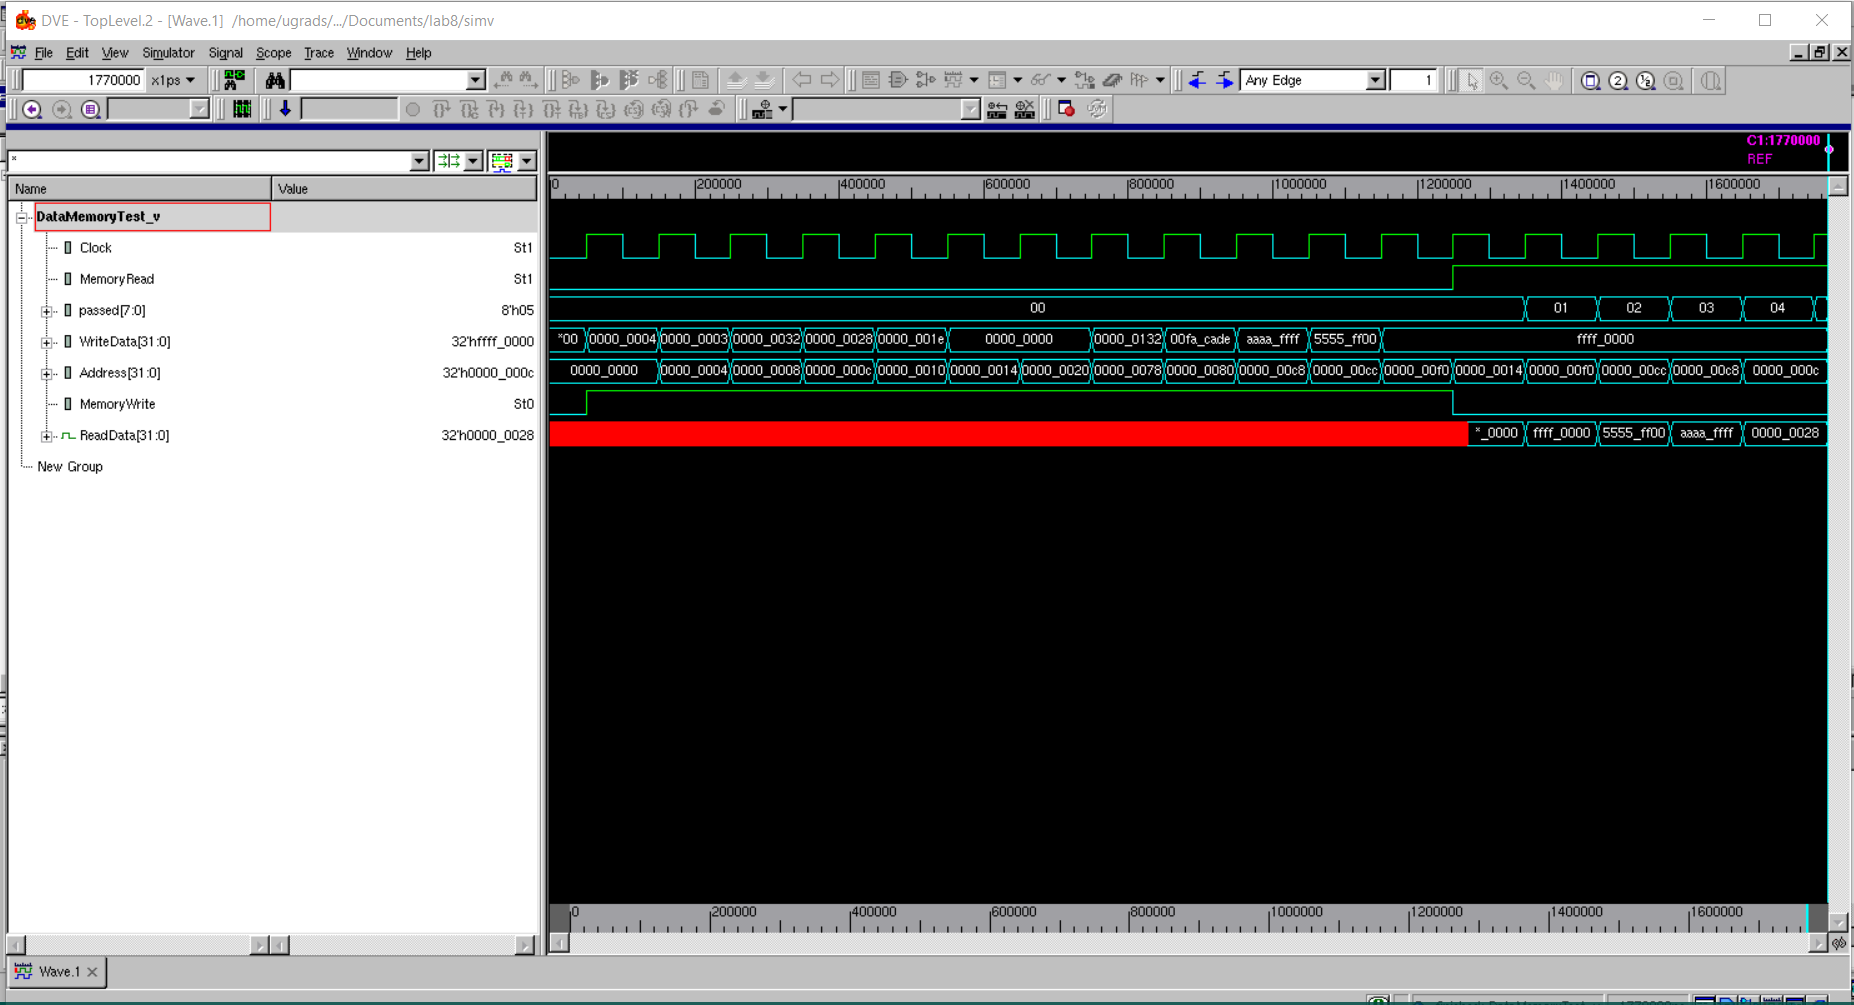 DVE - TopLevel.2 - [Wave.1] /home/ugrads/.../Documents/lab8/simv
File Edit View Simulator Signal Scope Trace Window Help
1770000 x1ps Any Edge 1
C1:1770000
REF
*
Name Value
0 200000 400000 600000 800000 1000000 1200000 1400000 1600000
DataMemoryTest_v
Clock St1
MemoryRead St1
passed[7:0] 8'h05 00 01 02 03 04
WriteData[31:0] 32'hffff_0000 *00 0000_0004 0000_0003 0000_0032 0000_0028 0000_001e 0000_0000 0000_0132 00fa_cade aaaa_ffff 5555_ff00 ffff_0000
Address[31:0] 32'h0000_000c 0000_0000 0000_0004 0000_0008 0000_000c 0000_0010 0000_0014 0000_0020 0000_0078 0000_0080 0000_00c8 0000_00cc 0000_00f0 0000_0014 0000_00f0 0000_00cc 0000_00c8 0000_000c
MemoryWrite St0
ReadData[31:0] 32'h0000_0028 *_0000 ffff_0000 5555_ff00 aaaa_ffff 0000_0028
New Group
0 200000 400000 600000 800000 1000000 1200000 1400000 1600000
Wave.1